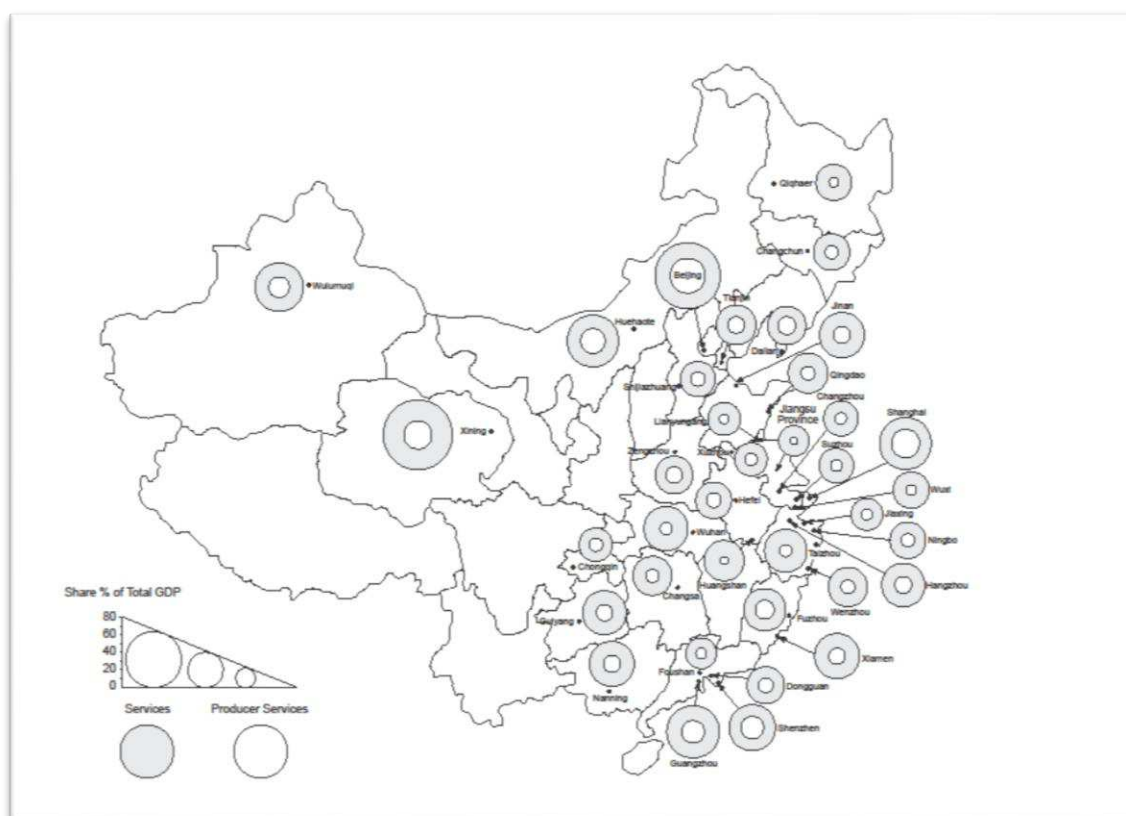 Qiqhaer
Changchun
Beijing
Tianjin
Jinan
Wulumuqi
Huehaote
Dalian
Shijiazhuang
Qingdao
Changzhou
Lianyungang
Jiangsu
Province
Shanghai
Xining
Zengzhou
Xuzhou
Suzhou
Wuxi
Hefei
Jiaxing
Wuhan
Ningbo
Taizhou
Chongqin
Huangshan
Hangzhou
Changsa
Wenzhou
Guiyang
Fuzhou
Xiamen
Foushan
Nanning
Dongguan
Shenzhen
Guangzhou
Share % of Total GDP
80
60
40
20
0
Services
Producer Services